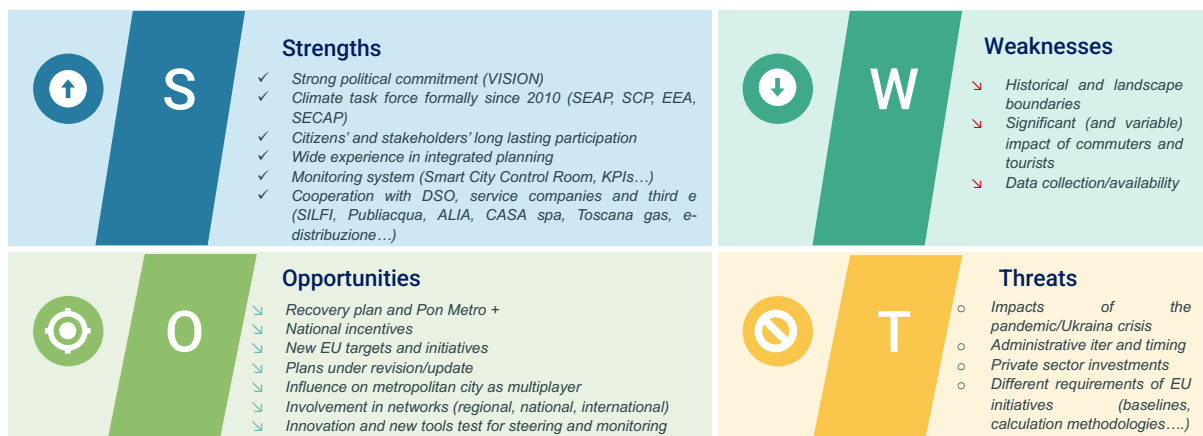 S
Strengths
✓ Strong political commitment (VISION)
✓ Climate task force formally since 2010 (SEAP, SCP, EEA,
SECAP)
✓ Citizens' and stakeholders' long lasting participation
✓ Wide experience in integrated planning
✓ Monitoring system (Smart City Control Room, KPIs…)
✓ Cooperation with DSO, service companies and third e
(SILFI, Publiacqua, ALIA, CASA spa, Toscana gas, e-
distribuzione…)
W
Weaknesses
↘ Historical and landscape
boundaries
↘ Significant (and variable)
impact of commuters and
tourists
↘ Data collection/availability
O
Opportunities
↘ Recovery plan and Pon Metro +
↘ National incentives
↘ New EU targets and initiatives
↘ Plans under revision/update
↘ Influence on metropolitan city as multiplayer
↘ Involvement in networks (regional, national, international)
↘ Innovation and new tools test for steering and monitoring
T
Threats
○ Impacts of the
pandemic/Ukraina crisis
○ Administrative iter and timing
○ Private sector investments
○ Different requirements of EU
initiatives (baselines,
calculation methodologies….)